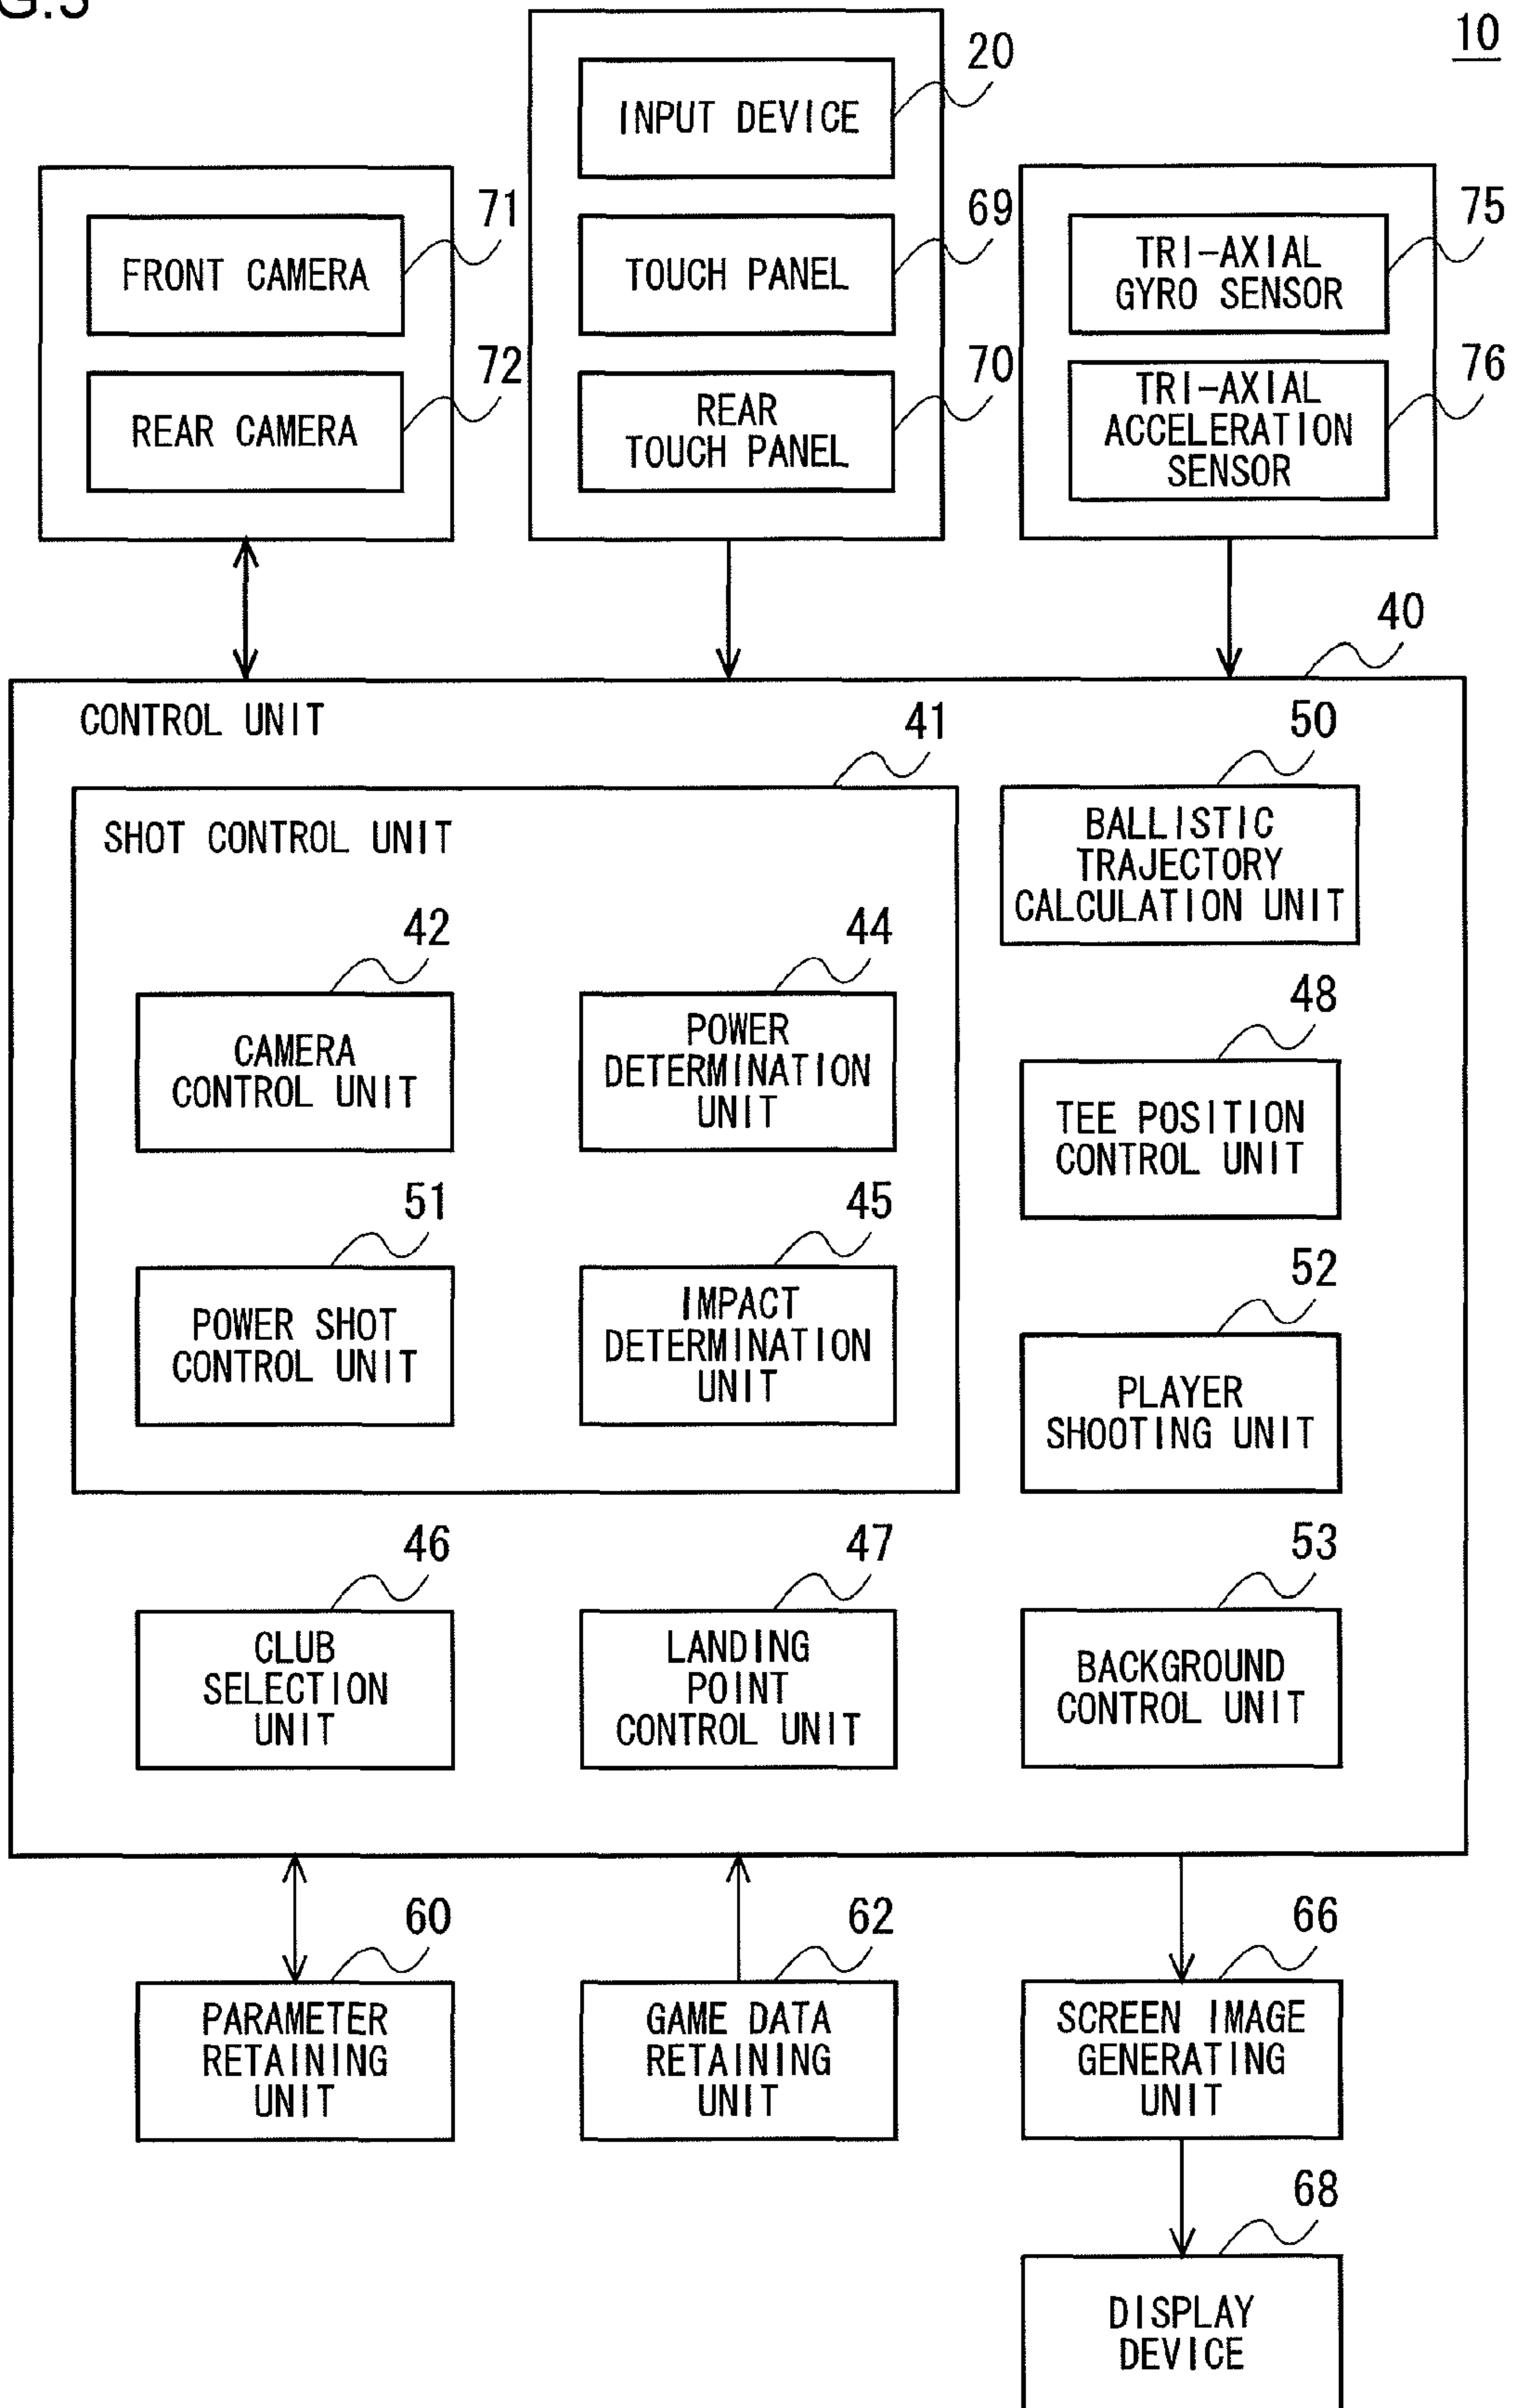 G.3
10
20
INPUT DEVICE
69
TOUCH PANEL
70
REAR
TOUCH PANEL
71
FRONT CAMERA
72
REAR CAMERA
75
TRI-AXIAL
GYRO SENSOR
76
TRI-AXIAL
ACCELERATION
SENSOR
40
CONTROL UNIT
41
SHOT CONTROL UNIT
42
CAMERA
CONTROL UNIT
44
POWER
DETERMINATION
UNIT
51
POWER SHOT
CONTROL UNIT
45
IMPACT
DETERMINATION
UNIT
50
BALLISTIC
TRAJECTORY
CALCULATION UNIT
48
TEE POSITION
CONTROL UNIT
52
PLAYER
SHOOTING UNIT
46
CLUB
SELECTION
UNIT
47
LANDING
POINT
CONTROL UNIT
53
BACKGROUND
CONTROL UNIT
60
PARAMETER
RETAINING
UNIT
62
GAME DATA
RETAINING
UNIT
66
SCREEN IMAGE
GENERATING
UNIT
68
DISPLAY
DEVICE